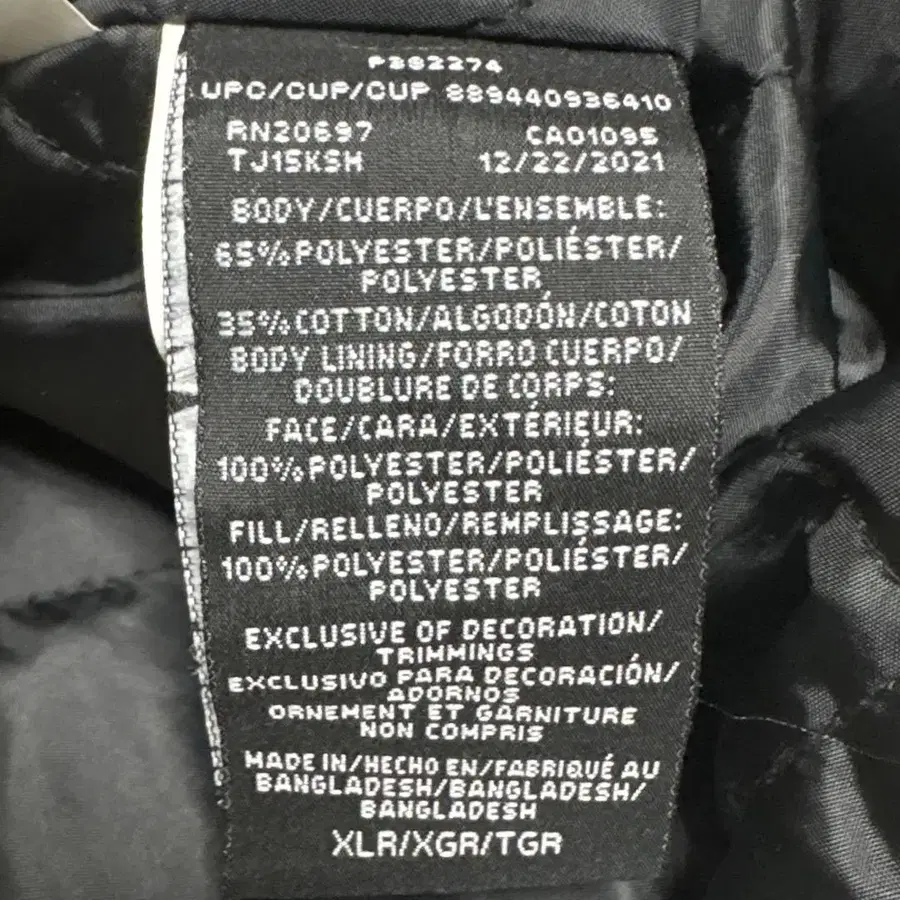 P382274
UPC/CUP/CUP 889440936410
RN20697 CA01095
TJ15KSH 12/22/2021
BODY/CUERPO/L'ENSEMBLE:
65%POLYESTER/POLIÉSTER/
POLYESTER
35%COTTON/ALGODÓN/COTON
BODY LINING/FORRO CUERPO/
DOUBLURE DE CORPS:
FACE/CARA/EXTÉRIEUR:
100%POLYESTER/POLIÉSTER/
POLYESTER
FILL/RELLENO/REMPLISSAGE:
100%POLYESTER/POLIÉSTER/
POLYESTER
EXCLUSIVE OF DECORATION/
TRIMMINGS
EXCLUSIVO PARA DECORACIÓN/
ADORNOS
ORNEMENT ET GARNITURE
NON COMPRIS
MADE IN/HECHO EN/FABRIQUÉ AU
BANGLADESH/BANGLADESH/
BANGLADESH
XLR/XGR/TGR